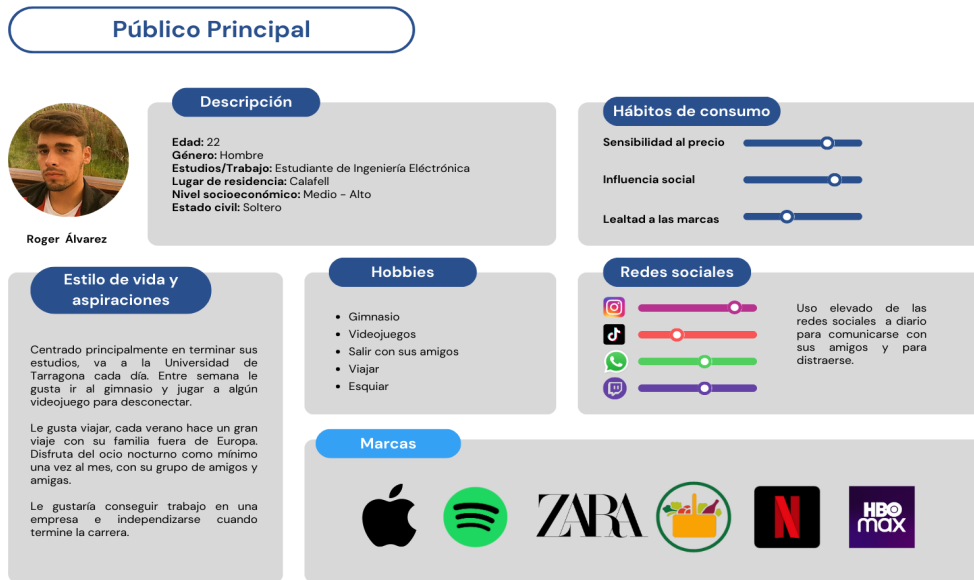 Público Principal
Descripción
Edad: 22
Género: Hombre
Estudios/Trabajo: Estudiante de Ingeniería Eléctrónica
Lugar de residencia: Calafell
Nivel socioeconómico: Medio - Alto
Estado civil: Soltero
Roger Álvarez
Hábitos de consumo
Sensibilidad al precio
Influencia social
Lealtad a las marcas
Estilo de vida y
aspiraciones
Centrado principalmente en terminar sus
estudios, va a la Universidad de
Tarragona cada día. Entre semana le
gusta ir al gimnasio y jugar a algún
videojuego para desconectar.
Le gusta viajar, cada verano hace un gran
viaje con su familia fuera de Europa.
Disfruta del ocio nocturno como mínimo
una vez al mes, con su grupo de amigos y
amigas.
Le gustaría conseguir trabajo en una
empresa e independizarse cuando
termine la carrera.
Hobbies
• Gimnasio
• Videojuegos
• Salir con sus amigos
• Viajar
• Esquiar
Redes sociales
Uso elevado de las
redes sociales a diario
para comunicarse con
sus amigos y para
distraerse.
Marcas
ZARA
N
HBO
max